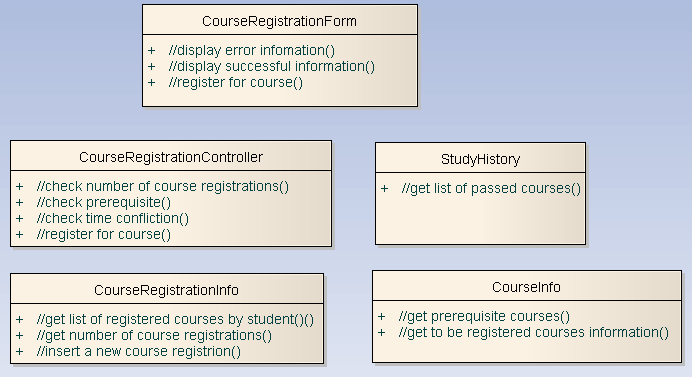 CourseRegistrationForm
+ //display error infomation()
+ //display successful information()
+ //register for course()
CourseRegistrationController
+ //check number of course registrations()
+ //check prerequisite()
+ //check time confliction()
+ //register for course()
StudyHistory
+ //get list of passed courses()
CourseRegistrationInfo
+ //get list of registered courses by student()()
+ //get number of course registrations()
+ //insert a new course registrion()
CourseInfo
+ //get prerequisite courses()
+ //get to be registered courses information()